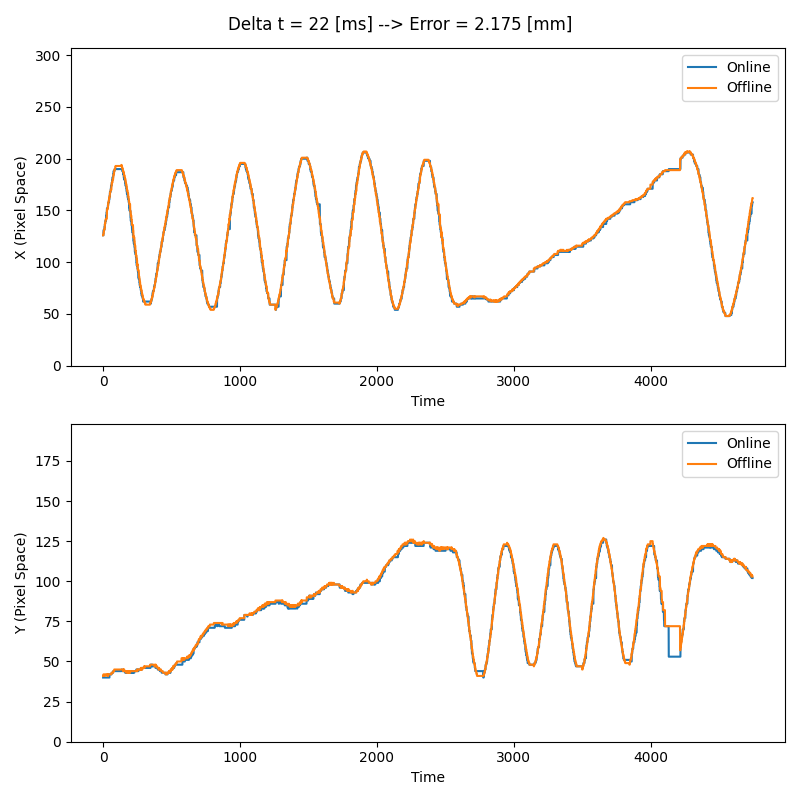 Delta t = 22 [ms] --> Error = 2.175 [mm]
300
250
200
150
100
50
0
X (Pixel Space)
Online
Offline
0 1000 2000 3000 4000
Time
175
150
125
100
75
50
25
0
Y (Pixel Space)
Online
Offline
0 1000 2000 3000 4000
Time